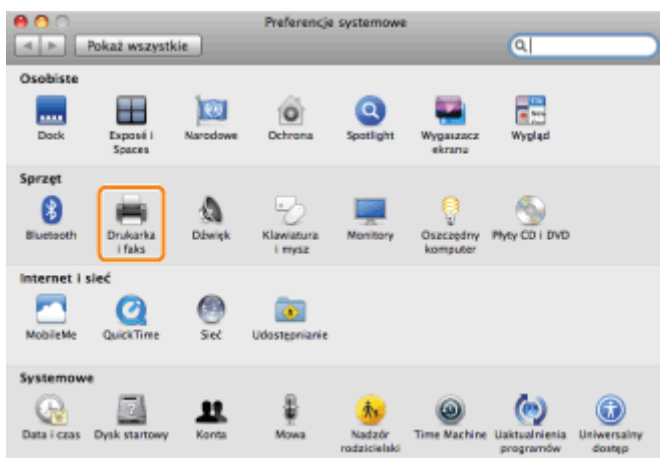 Preferencje systemowe
Pokaż wszystkie
Osobiste
Dock
Exposé i
Spaces
Narodowe
Ochrona
Spotlight
Wygaszacz
ekranu
Wygląd
Sprzęt
Bluetooth
Drukarka
i faks
Dźwięk
Klawiatura
i mysz
Monitory
Oszczędny
komputer
Płyty CD i DVD
Internet i sieć
MobileMe
QuickTime
Sieć
Udostępnianie
Systemowe
Data i czas
Dysk startowy
Konta
Mowa
Nadzór
rodzicielski
Time Machine
Uaktualnienia
programów
Uniwersalny
dostęp